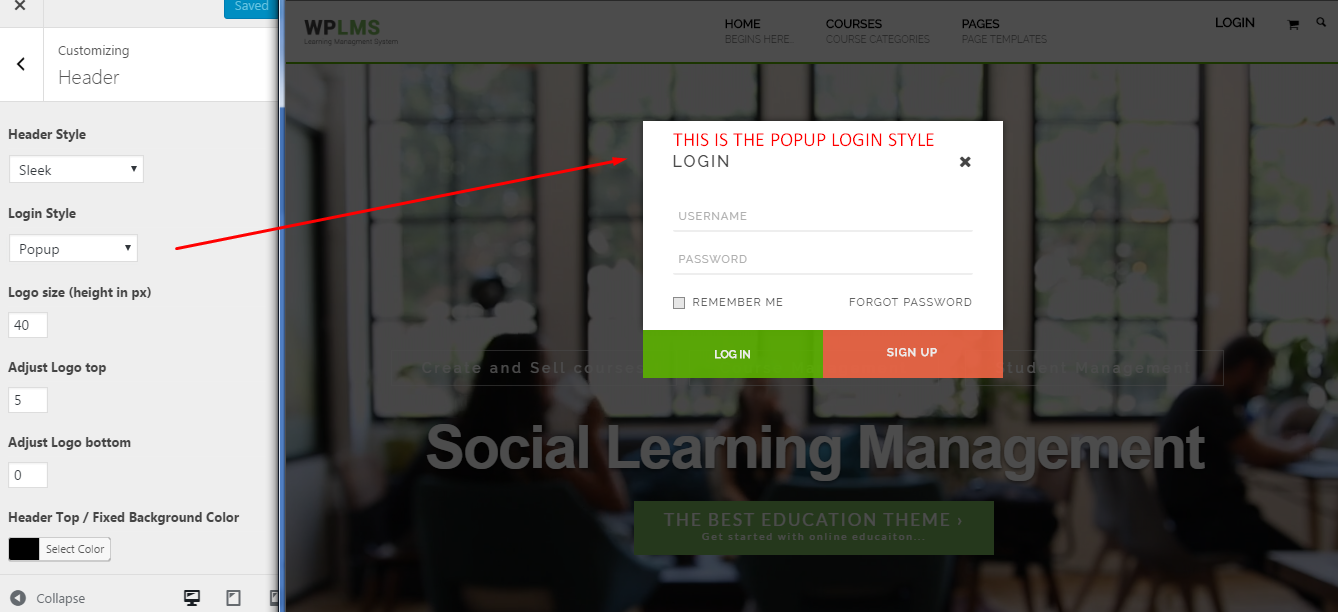 Saved
Customizing
Header
Header Style
Sleek
Login Style
Popup
Logo size (height in px)
40
Adjust Logo top
5
Adjust Logo bottom
0
Header Top / Fixed Background Color
Select Color
Collapse
WPLMS
Learning Managment System
HOME
BEGINS HERE...
COURSES
COURSE CATEGORIES
PAGES
PAGE TEMPLATES
LOGIN
THIS IS THE POPUP LOGIN STYLE
LOGIN
USERNAME
PASSWORD
REMEMBER ME
FORGOT PASSWORD
LOG IN
SIGN UP
Create and Sell courses
Student Management
Social Learning Management
THE BEST EDUCATION THEME ›
Get started with online educaiton...